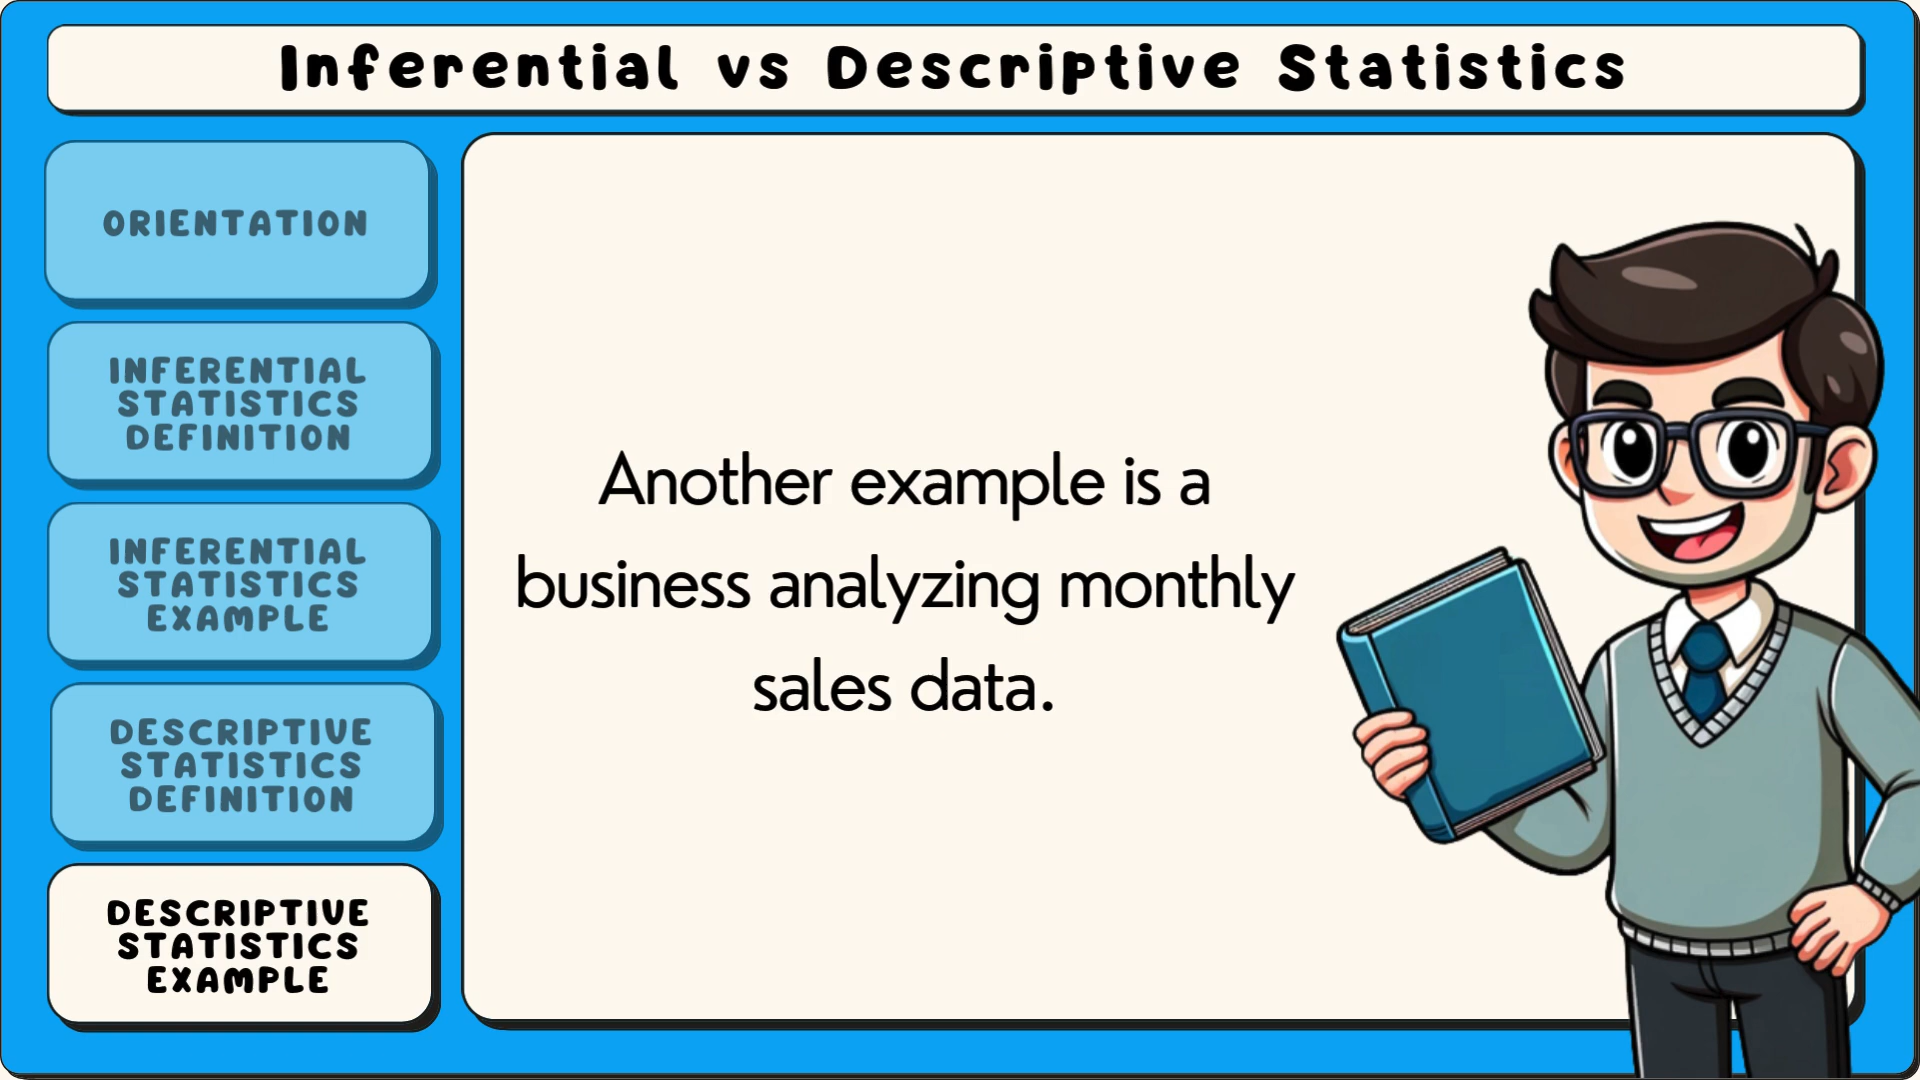 Inferential vs Descriptive Statistics
ORIENTATION
INFERENTIAL
STATISTICS
DEFINITION
INFERENTIAL
STATISTICS
EXAMPLE
DESCRIPTIVE
STATISTICS
DEFINITION
DESCRIPTIVE
STATISTICS
EXAMPLE
Another example is a
business analyzing monthly
sales data.